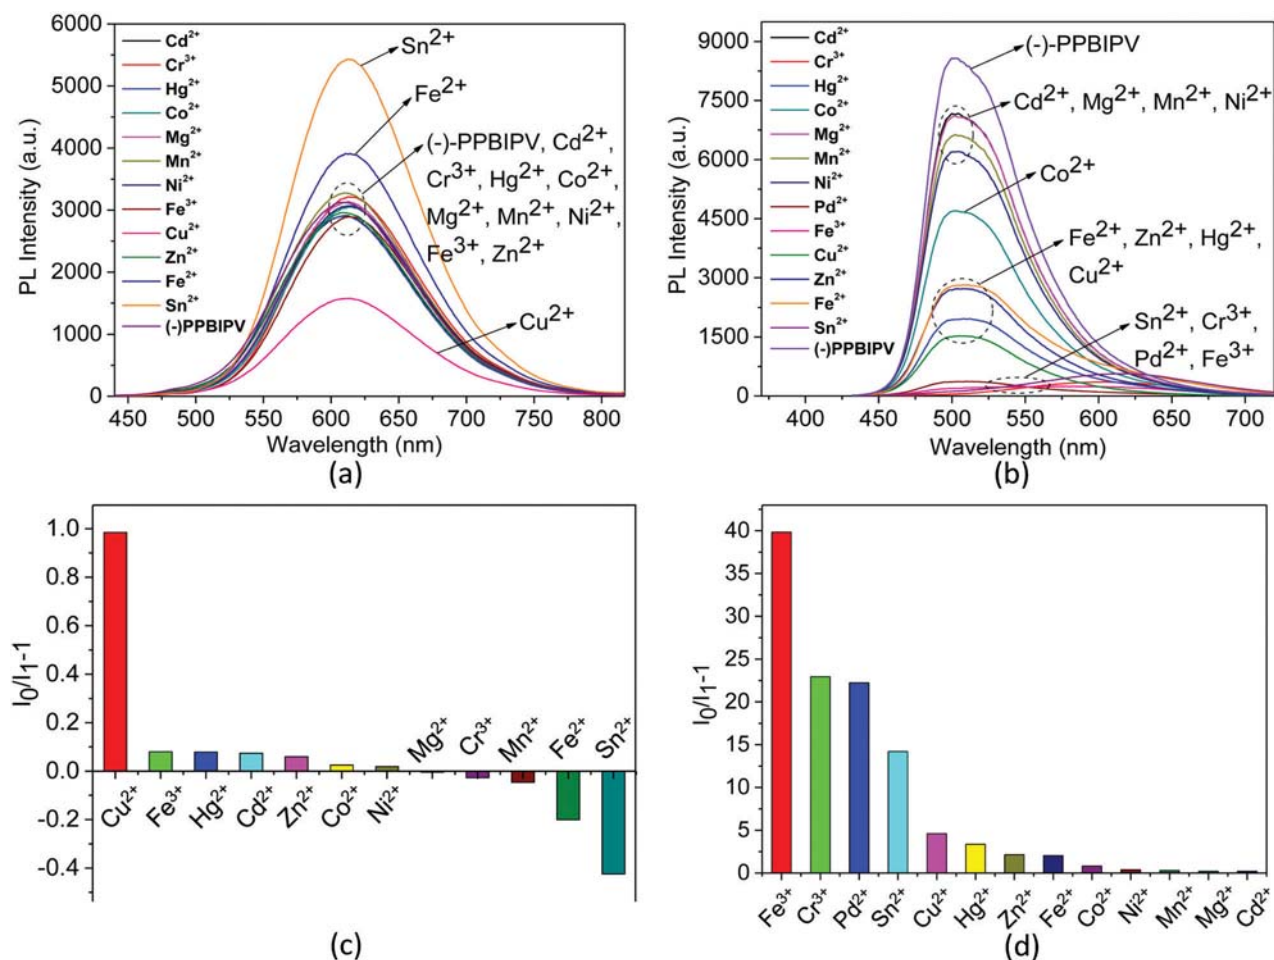 6000
5000
4000
3000
2000
1000
0
PL Intensity (a.u.)
Cd2+
Cr3+
Hg2+
Co2+
Mg2+
Mn2+
Ni2+
Fe3+
Cu2+
Zn2+
Fe2+
Sn2+
(-)PPBIPV
Sn2+
Fe2+
(-)-PPBIPV, Cd2+,
Cr3+, Hg2+, Co2+,
Mg2+, Mn2+, Ni2+,
Fe3+, Zn2+
Cu2+
450 500 550 600 650 700 750 800
Wavelength (nm)
(a)
9000
7500
6000
4500
3000
1500
0
PL Intensity (a.u.)
Cd2+
Cr3+
Hg2+
Co2+
Mg2+
Mn2+
Ni2+
Pd2+
Fe3+
Cu2+
Zn2+
Fe2+
Sn2+
(-)PPBIPV
(-)-PPBIPV
Cd2+, Mg2+, Mn2+, Ni2+
Co2+
Fe2+, Zn2+, Hg2+,
Cu2+
Sn2+, Cr3+,
Pd2+, Fe3+
400 450 500 550 600 650 700
Wavelength (nm)
(b)
1.0
0.8
0.6
0.4
0.2
0.0
-0.2
-0.4
I0/I1-1
Cu2+ Fe3+ Hg2+ Cd2+ Zn2+ Co2+ Ni2+ Mg2+ Cr3+ Mn2+ Fe2+ Sn2+
(c)
40
35
30
25
20
15
10
5
0
I0/I1-1
Fe3+ Cr3+ Pd2+ Sn2+ Cu2+ Hg2+ Zn2+ Fe2+ Co2+ Ni2+ Mn2+ Mg2+ Cd2+
(d)